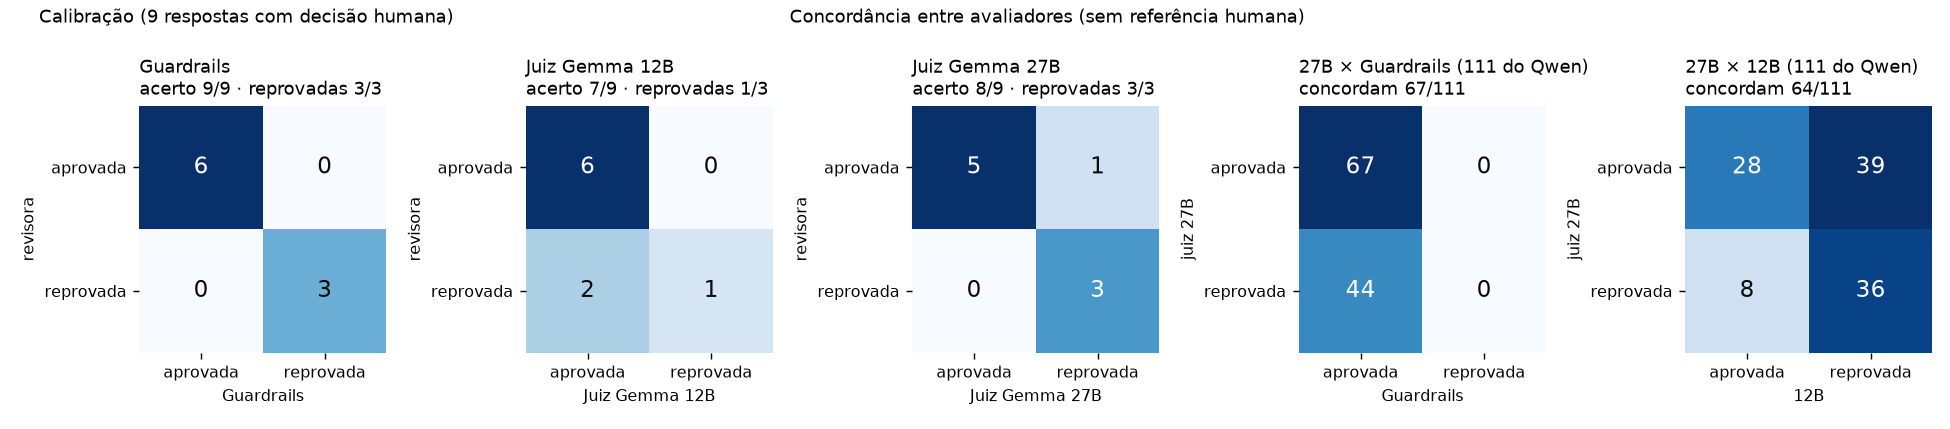 Calibração (9 respostas com decisão humana)
Concordância entre avaliadores (sem referência humana)
Guardrails
acerto 9/9 · reprovadas 3/3
revisora
aprovada
reprovada
6
0
0
3
aprovada
reprovada
Guardrails
Juiz Gemma 12B
acerto 7/9 · reprovadas 1/3
revisora
aprovada
reprovada
6
0
2
1
aprovada
reprovada
Juiz Gemma 12B
Juiz Gemma 27B
acerto 8/9 · reprovadas 3/3
revisora
aprovada
reprovada
5
1
0
3
aprovada
reprovada
Juiz Gemma 27B
27B × Guardrails (111 do Qwen)
concordam 67/111
juiz 27B
aprovada
reprovada
67
0
44
0
aprovada
reprovada
Guardrails
27B × 12B (111 do Qwen)
concordam 64/111
juiz 27B
aprovada
reprovada
28
39
8
36
aprovada
reprovada
12B